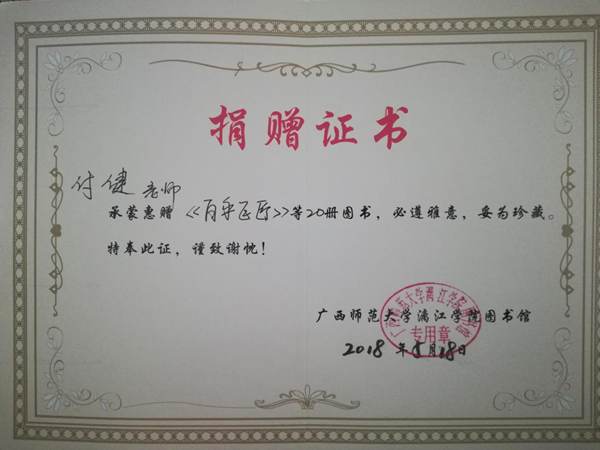 捐赠证书
付健老师
承蒙惠赠《百年巨匠》等20册图书，必遵雅意，妥为珍藏。
特奉此证，谨致谢忱！
广西师范大学漓江学院图书馆
专用章
2018年5月18日